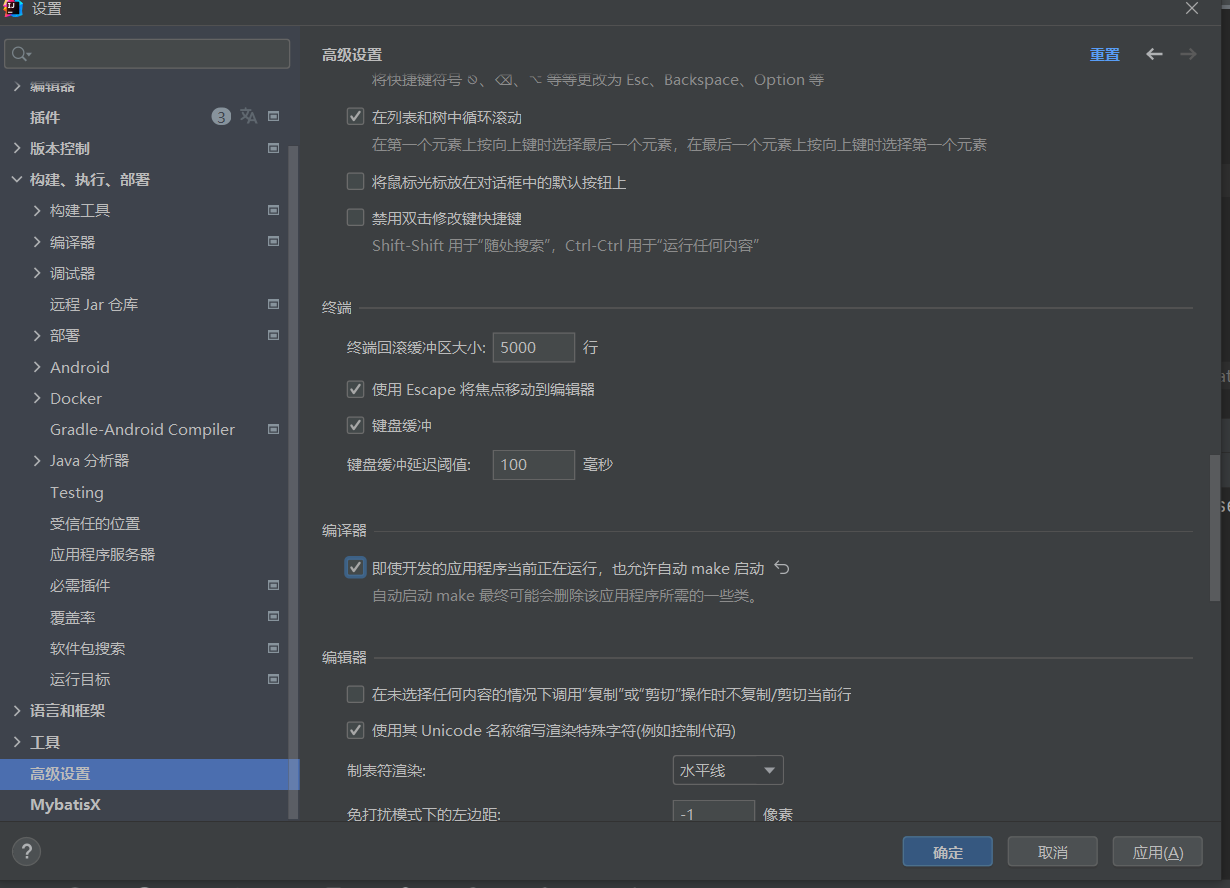 设置
编辑器
插件 3
版本控制
构建、执行、部署
构建工具
编译器
调试器
远程 Jar 仓库
部署
Android
Docker
Gradle-Android Compiler
Java 分析器
Testing
受信任的位置
应用程序服务器
必需插件
覆盖率
软件包搜索
运行目标
语言和框架
工具
高级设置
MybatisX
高级设置 重置
将快捷键符号 ⎋、⌫、⌥ 等等更改为 Esc、Backspace、Option 等
在列表和树中循环滚动
在第一个元素上按向上键时选择最后一个元素，在最后一个元素上按向上键时选择第一个元素
将鼠标光标放在对话框中的默认按钮上
禁用双击修改键快捷键
Shift-Shift 用于“随处搜索”，Ctrl-Ctrl 用于“运行任何内容”
终端
终端回滚缓冲区大小: 5000 行
使用 Escape 将焦点移动到编辑器
键盘缓冲
键盘缓冲延迟阈值: 100 毫秒
编译器
即使开发的应用程序当前正在运行，也允许自动 make 启动
自动启动 make 最终可能会删除该应用程序所需的一些类。
编辑器
在未选择任何内容的情况下调用“复制”或“剪切”操作时不复制/剪切当前行
使用其 Unicode 名称缩写渲染特殊字符(例如控制代码)
制表符渲染: 水平线
免打扰模式下的左边距: -1 像素
? 确定 取消 应用(A)